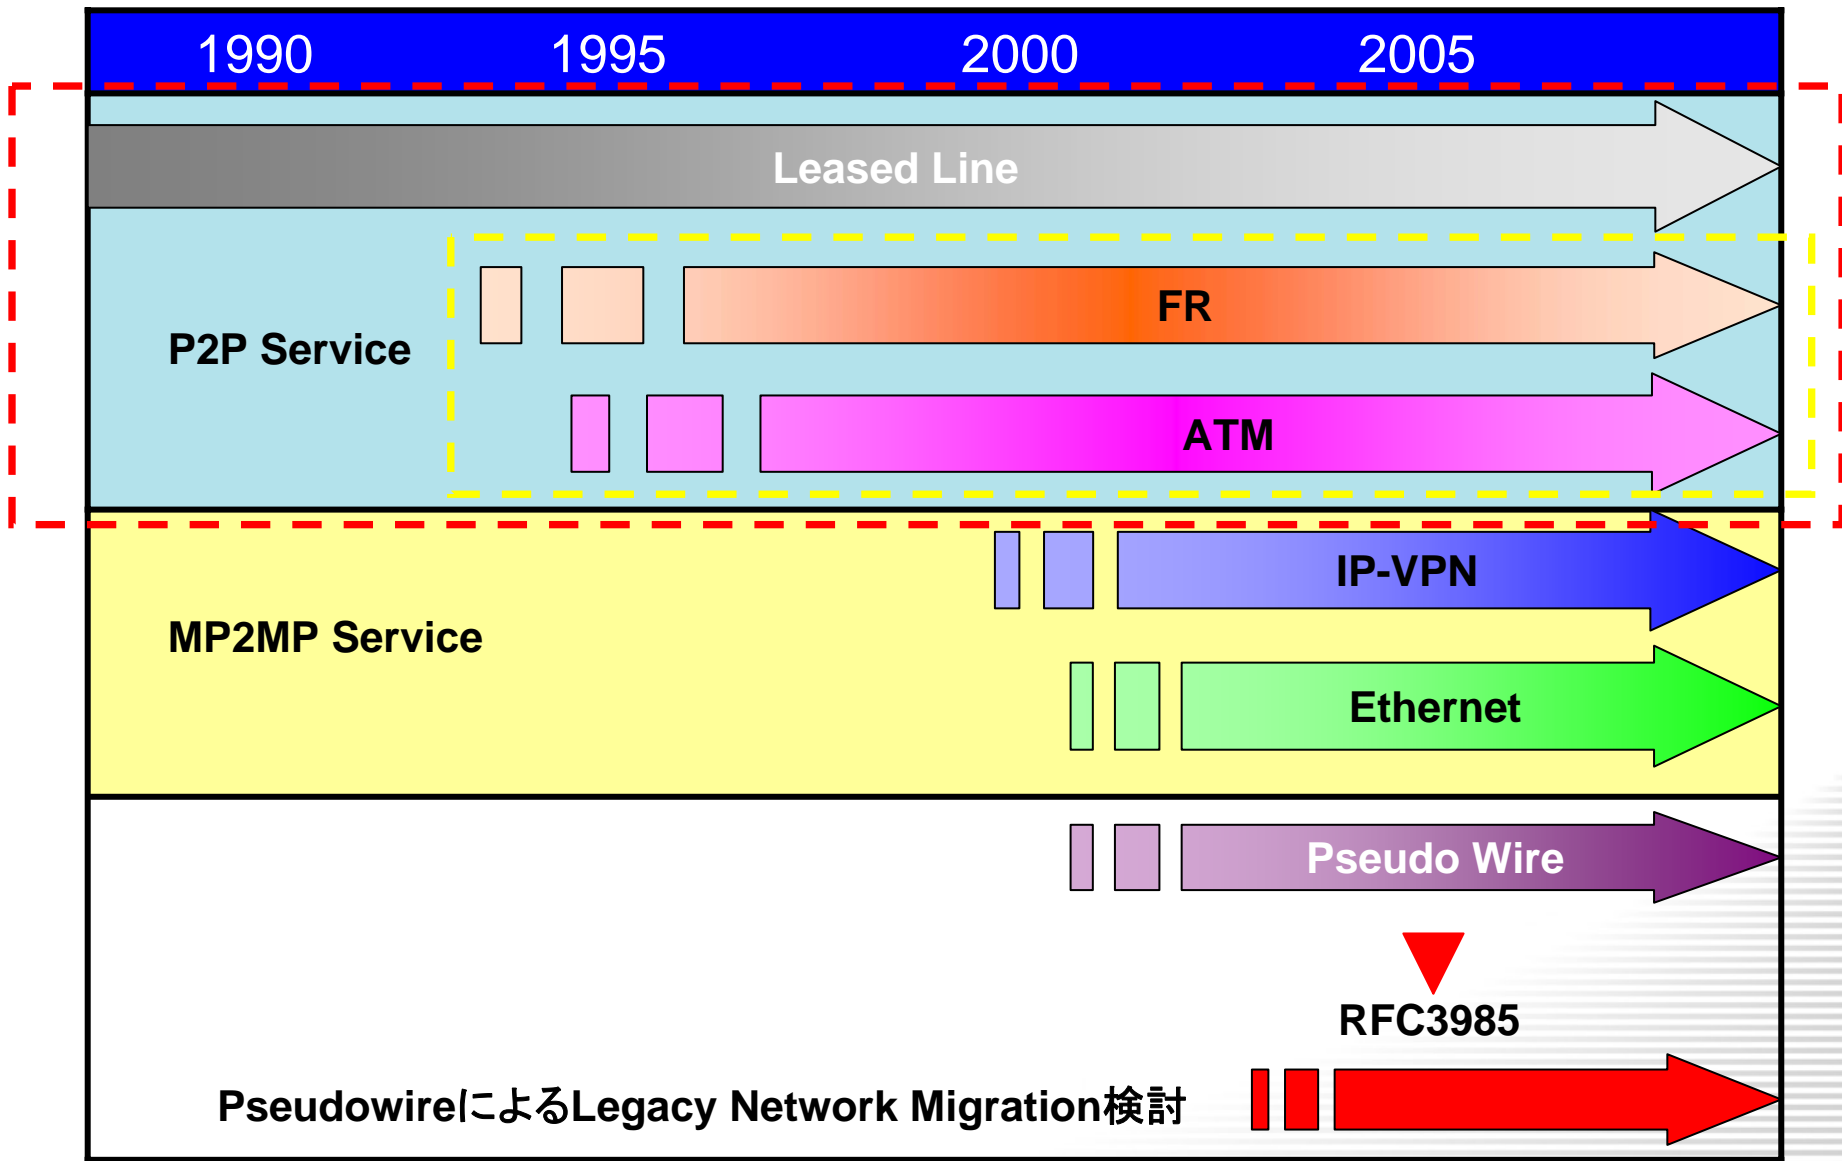 1990 1995 2000 2005
Leased Line
FR
P2P Service
ATM
IP-VPN
MP2MP Service
Ethernet
Pseudo Wire
RFC3985
PseudowireによるLegacy Network Migration検討